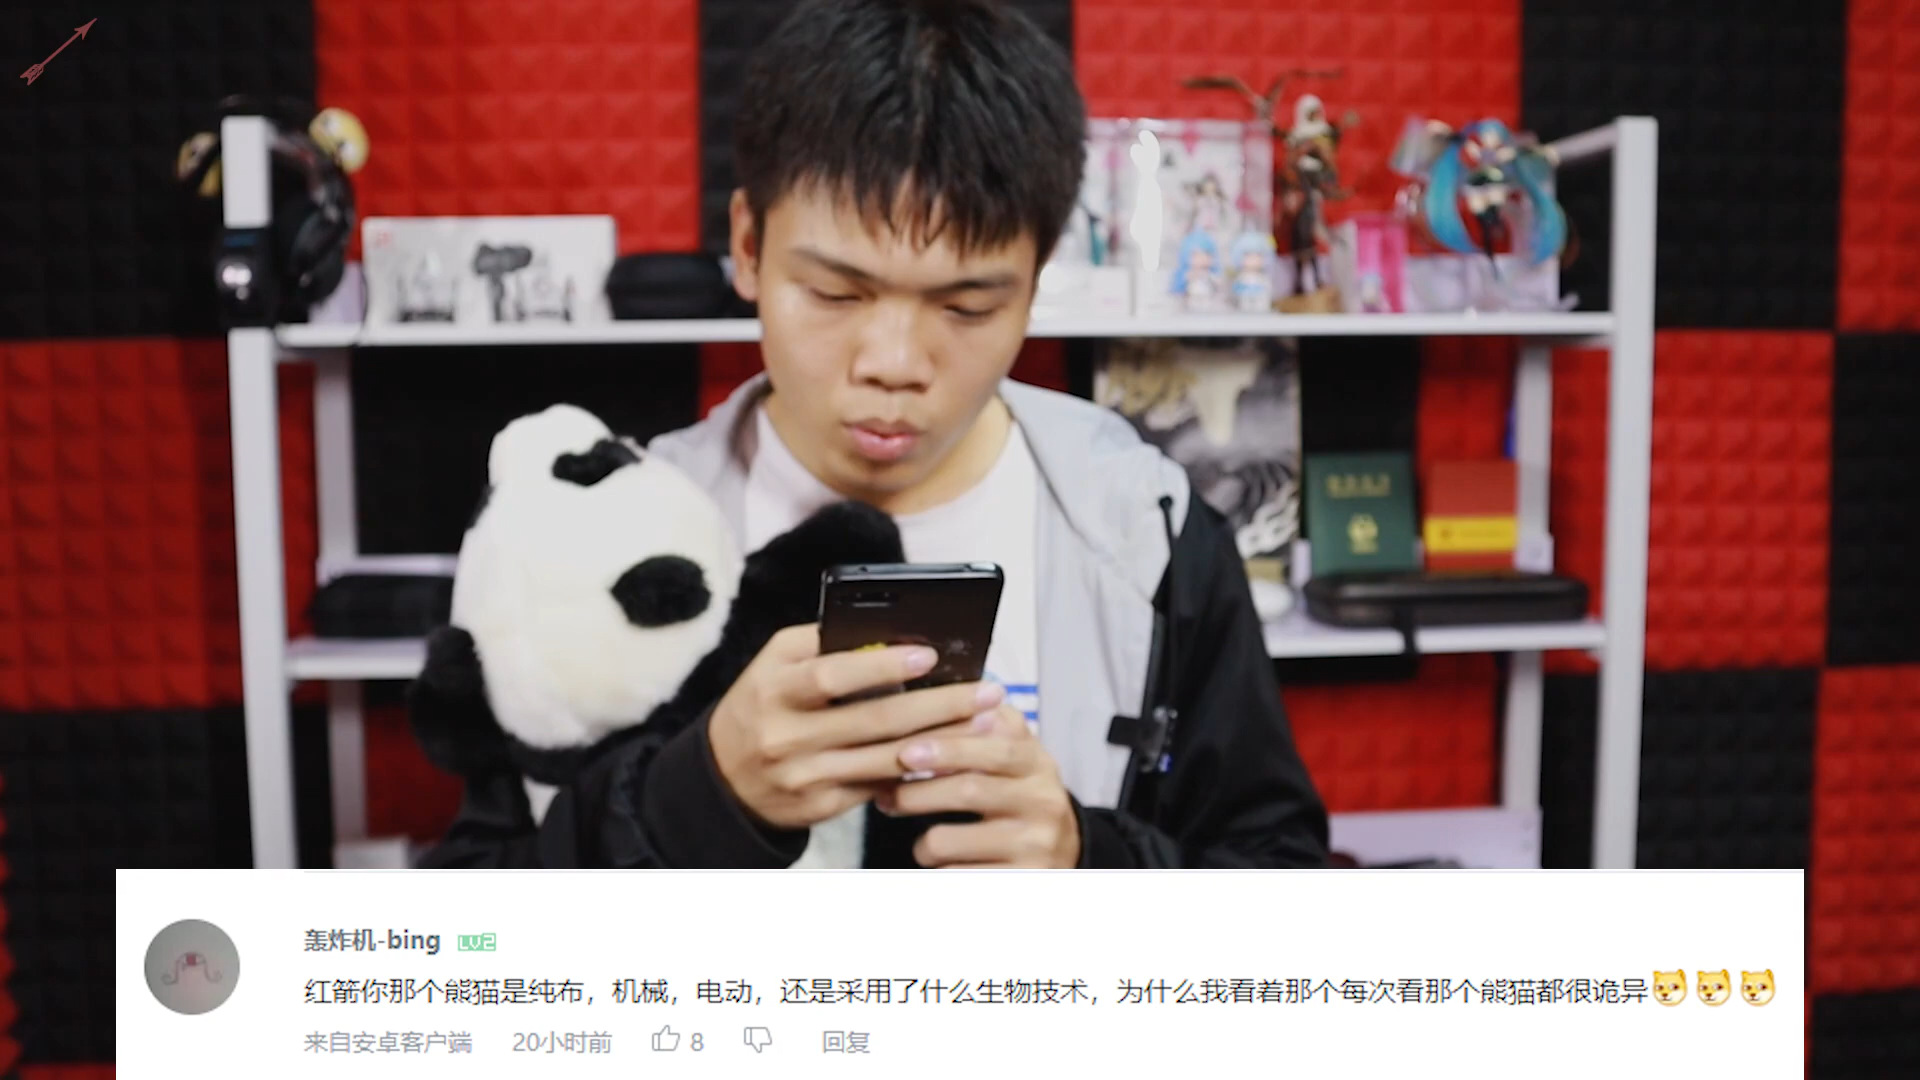 轰炸机-bing LV2
红箭你那个熊猫是纯布，机械，电动，还是采用了什么生物技术，为什么我看着那个每次看那个熊猫都很诡异
来自安卓客户端 20小时前 8 回复